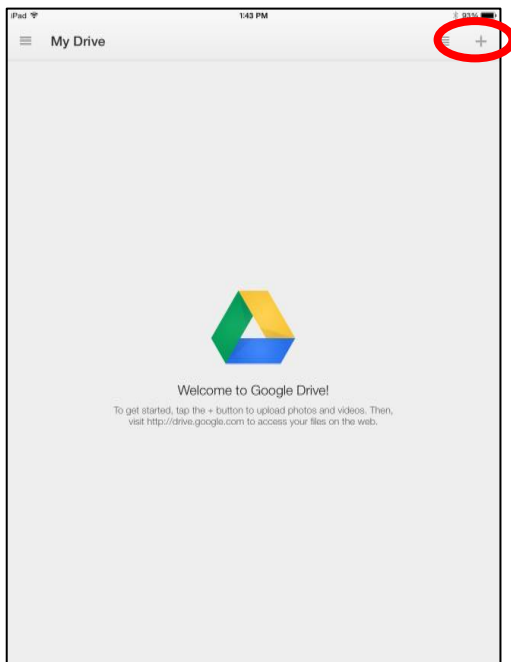 iPad 1:43 PM 93%
My Drive
Welcome to Google Drive!
To get started, tap the + button to upload photos and videos. Then,
visit http://drive.google.com to access your files on the web.